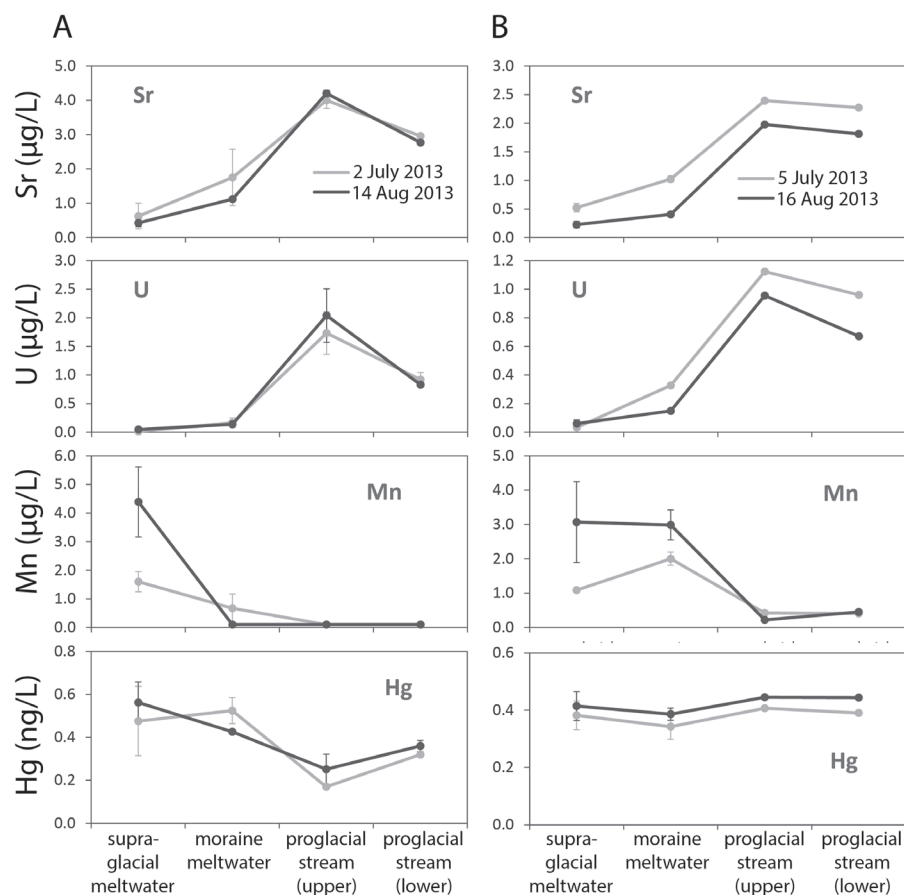 A
B
Sr (µg/L)
5.0
4.0
3.0
2.0
1.0
0.0
Sr
2 July 2013
14 Aug 2013
3.0
2.5
2.0
1.5
1.0
0.5
0.0
Sr
5 July 2013
16 Aug 2013
U (µg/L)
3.0
2.5
2.0
1.5
1.0
0.5
0.0
U
1.2
1.0
0.8
0.6
0.4
0.2
0.0
U
Mn (µg/L)
6.0
5.0
4.0
3.0
2.0
1.0
0.0
Mn
5.0
4.0
3.0
2.0
1.0
0.0
Mn
Hg (ng/L)
0.8
0.6
0.4
0.2
0.0
Hg
0.6
0.4
0.2
0.0
Hg
supra-
glacial
meltwater
moraine
meltwater
proglacial
stream
(upper)
proglacial
stream
(lower)
supra-
glacial
meltwater
moraine
meltwater
proglacial
stream
(upper)
proglacial
stream
(lower)